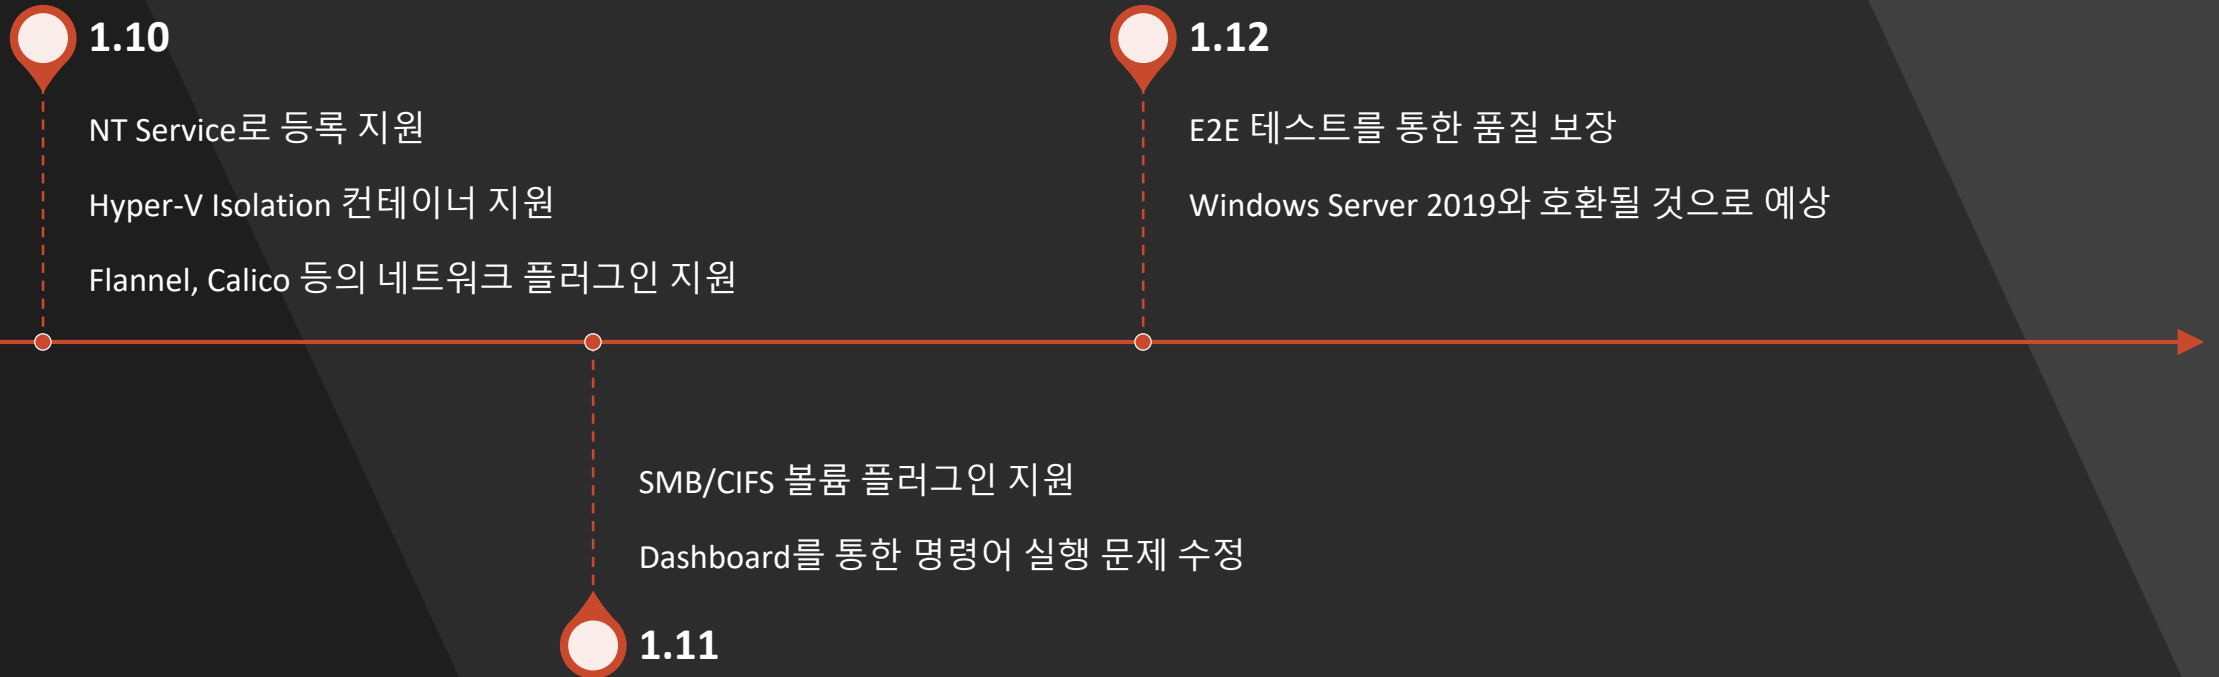 1.10
NT Service로 등록 지원
Hyper-V Isolation 컨테이너 지원
Flannel, Calico 등의 네트워크 플러그인 지원
1.12
E2E 테스트를 통한 품질 보장
Windows Server 2019와 호환될 것으로 예상
SMB/CIFS 볼륨 플러그인 지원
Dashboard를 통한 명령어 실행 문제 수정
1.11